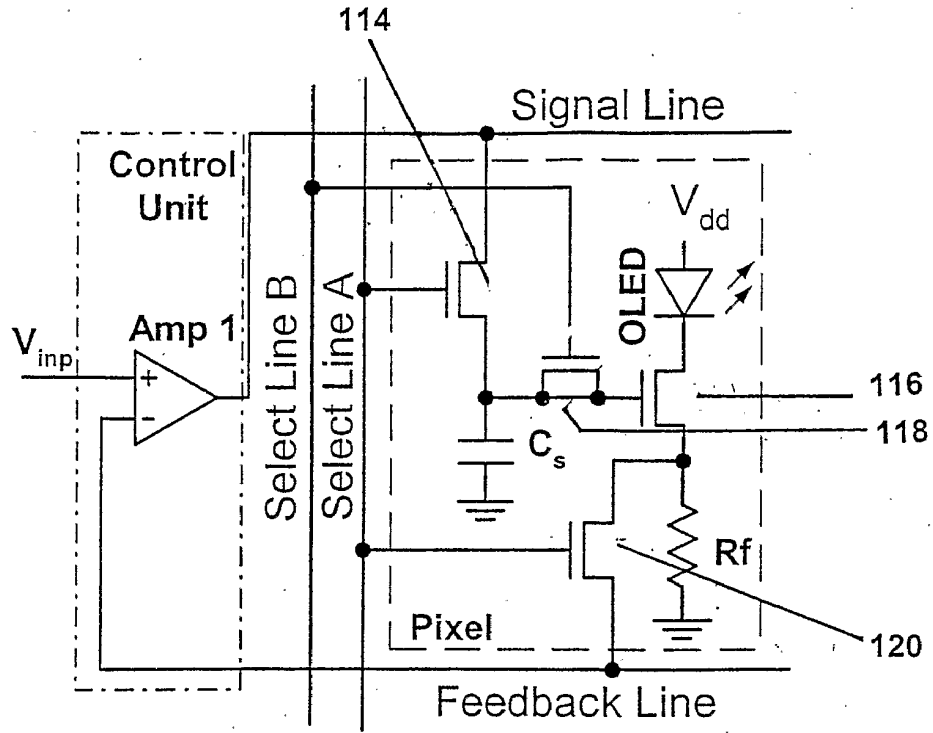 114
Signal Line
Control
Unit
V dd
OLED
Select Line B
Select Line A
Amp 1
V inp
+
-
116
118
C s
Rf
Pixel
120
Feedback Line